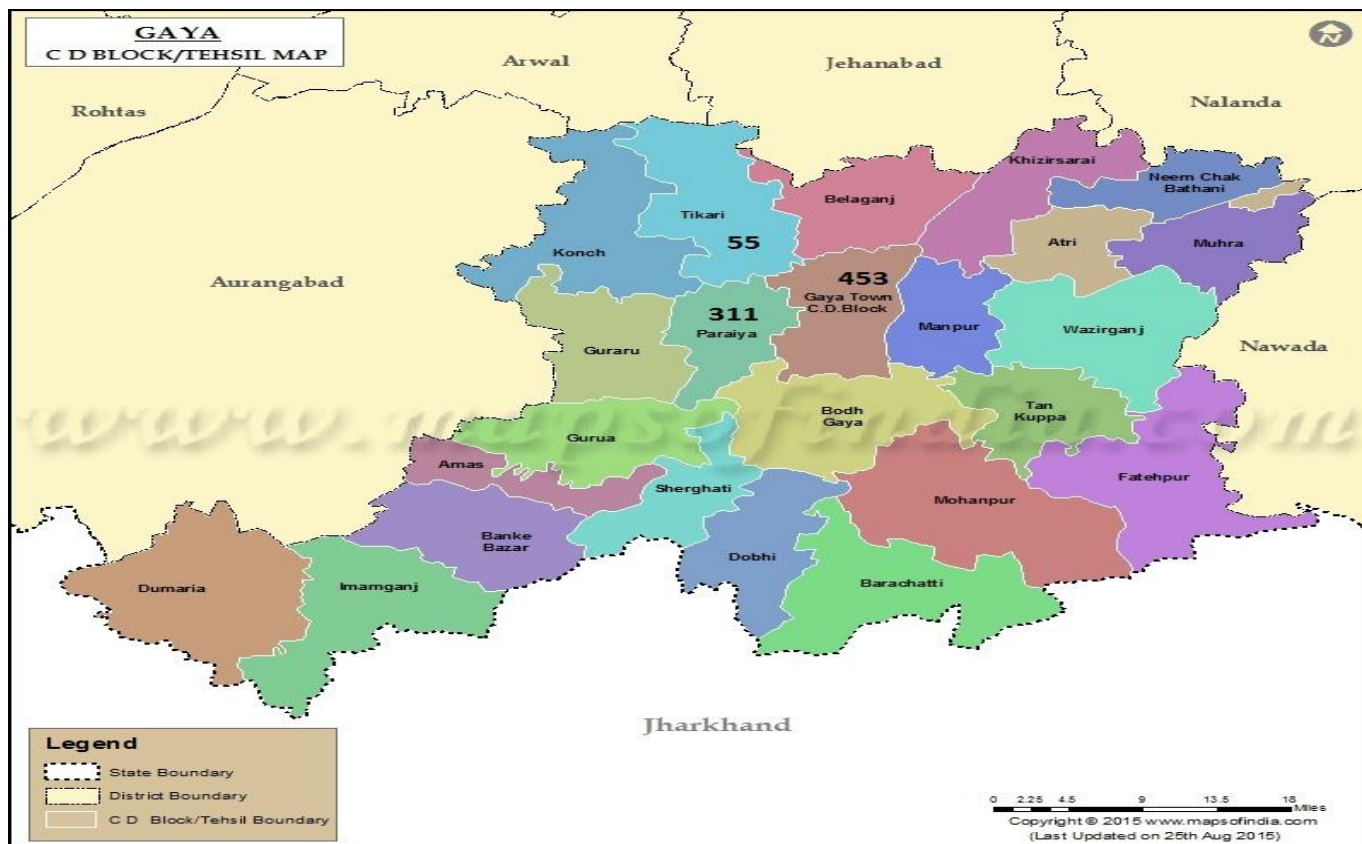 GAYA
C D BLOCK/TEHSIL MAP
N
Arwal
Jehanabad
Nalanda
Rohtas
Khizirsarai
Neem Chak
Bathani
Belaganj
Tikari
55
Atri
Muhra
Konch
Aurangabad
453
Gaya Town
C.D.Block
311
Paraiya
Manpur
Wazirganj
Guraru
Nawada
www.mapsofindia.com
Bodh
Gaya
Tan
Kuppa
Gurua
Amas
Sherghati
Fatehpur
Mohanpur
Banke
Bazar
Dobhi
Barachatti
Dumaria
Imamganj
Jharkhand
Legend
State Boundary
District Boundary
C D Block/Tehsil Boundary
0 2.25 4.5 9 13.5 18
Miles
Copyright © 2015 www.mapsofindia.com
(Last Updated on 25th Aug 2015)